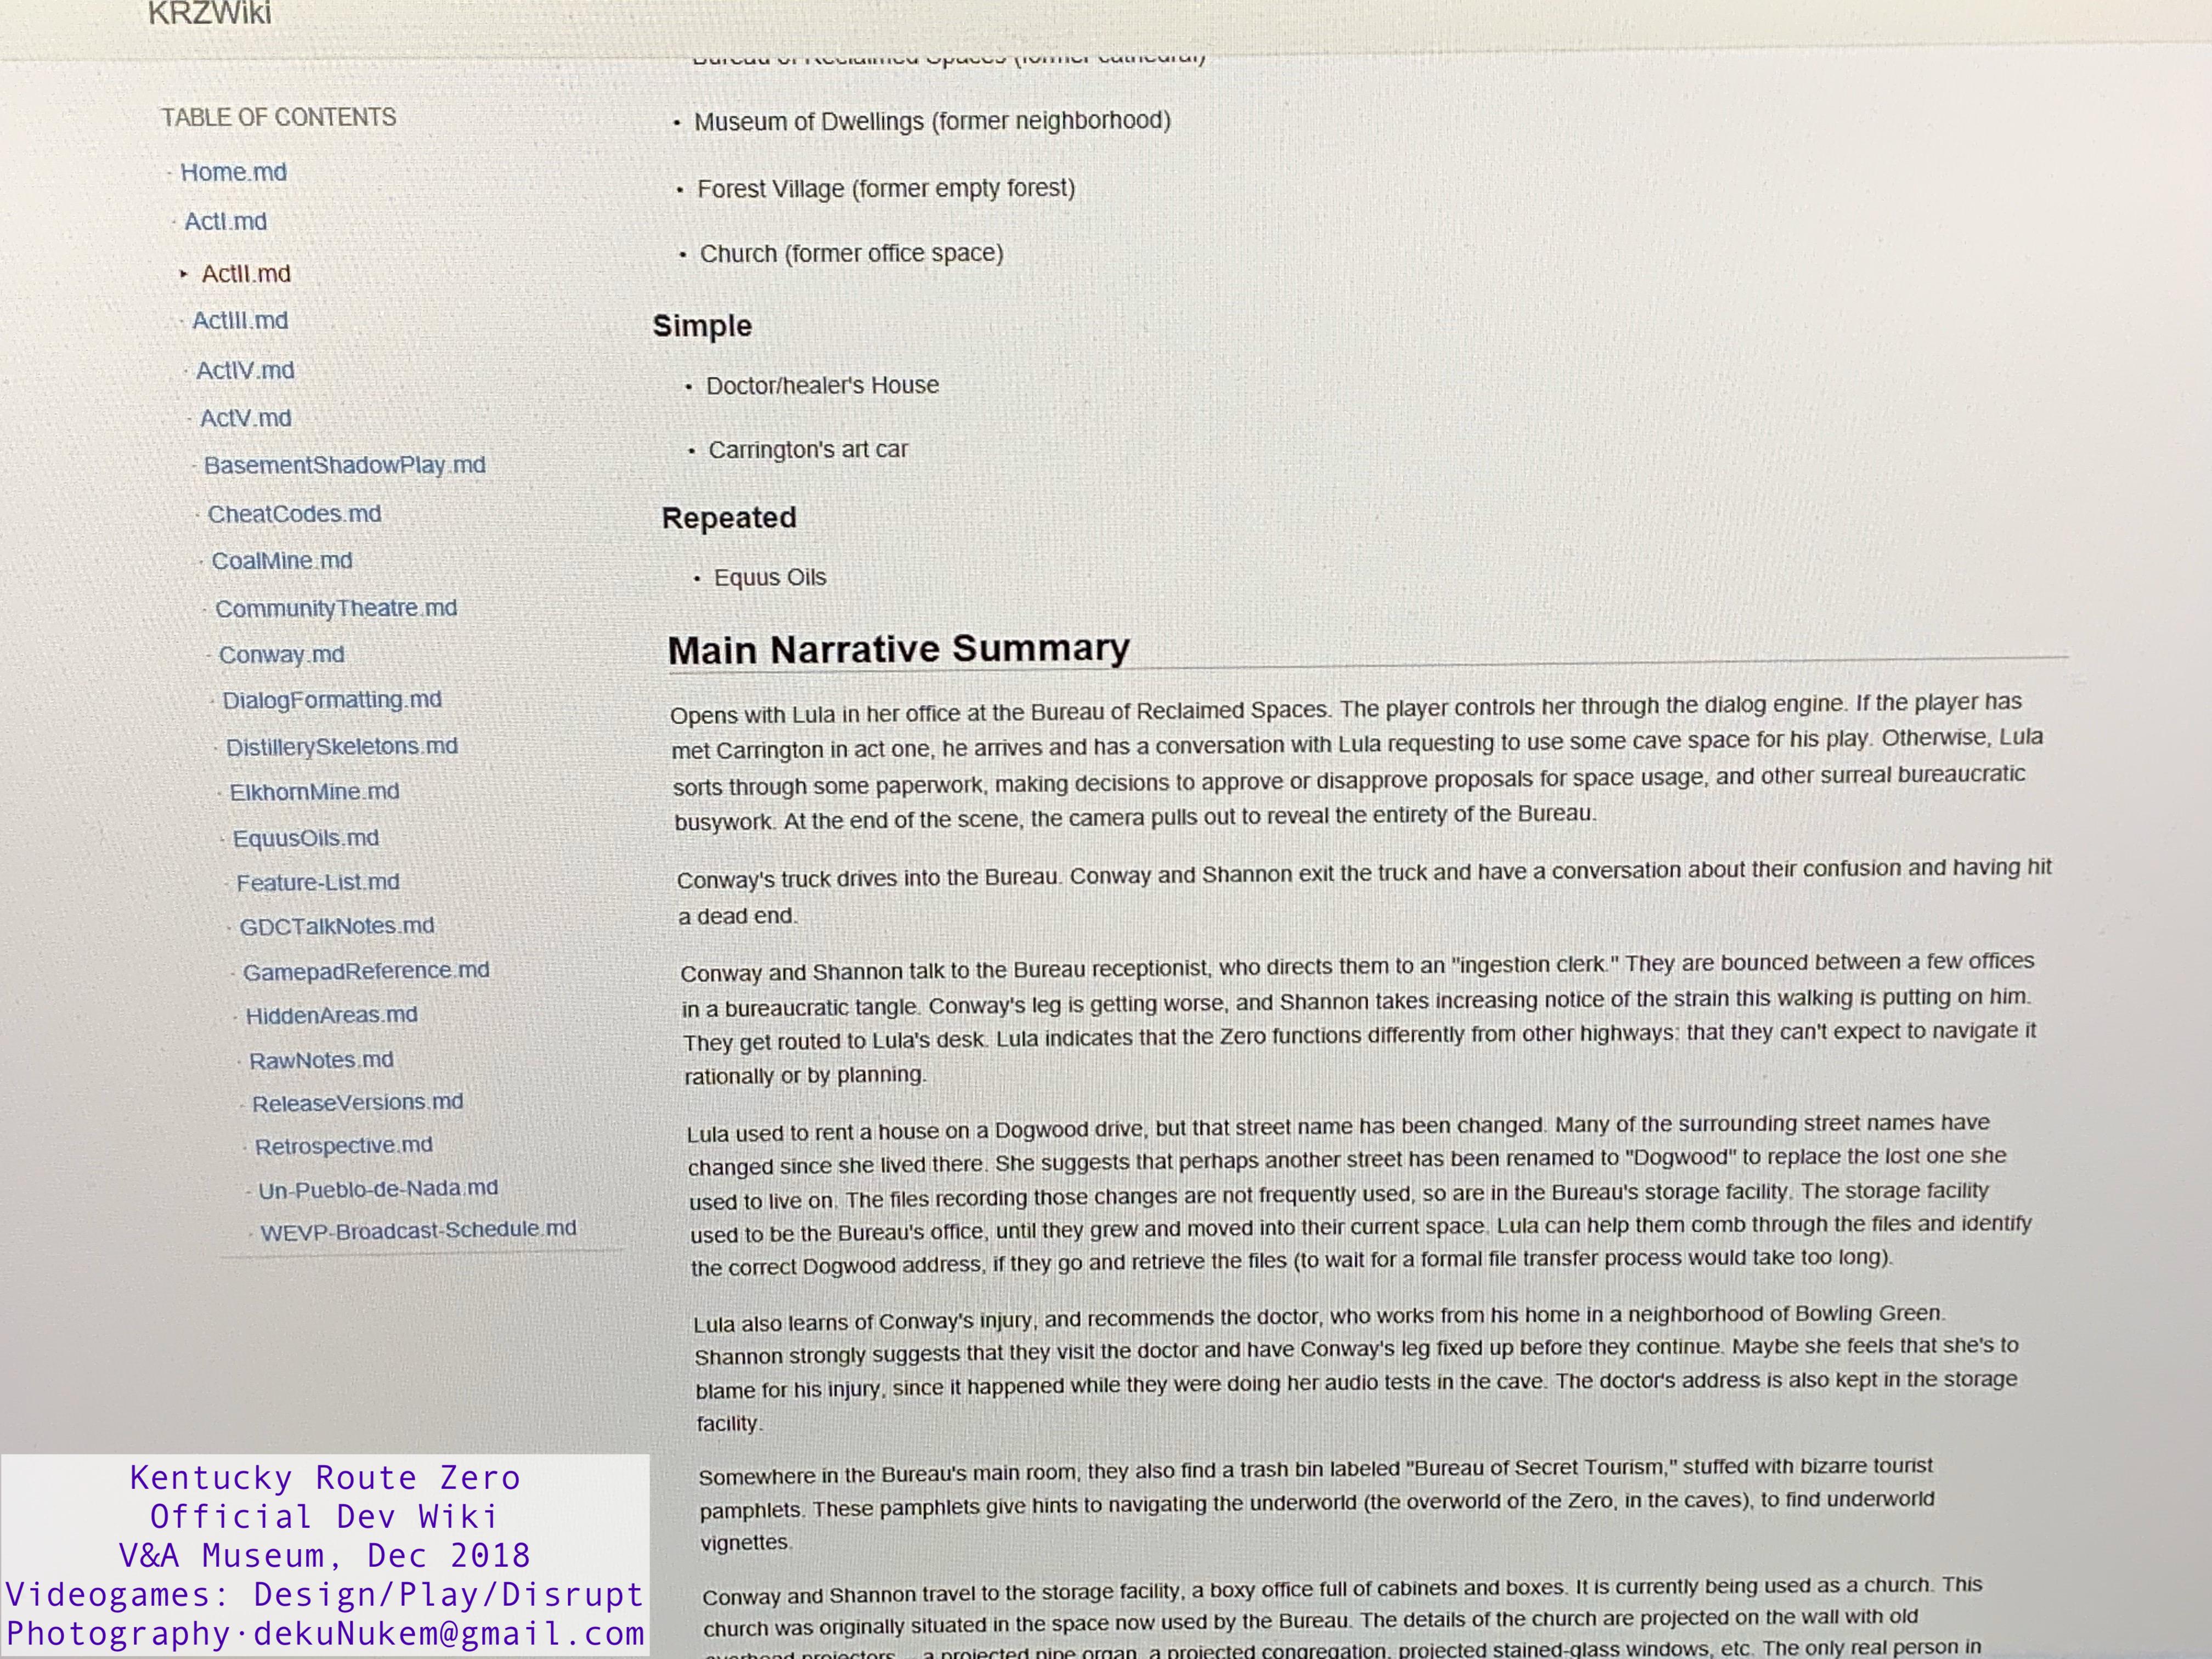 KRZWiki
TABLE OF CONTENTS
Home.md
ActI.md
ActII.md
ActIII.md
ActIV.md
ActV.md
BasementShadowPlay.md
CheatCodes.md
CoalMine.md
CommunityTheatre.md
Conway.md
DialogFormatting.md
DistillerySkeletons.md
ElkhornMine.md
EquusOils.md
Feature-List.md
GDCTalkNotes.md
GamepadReference.md
HiddenAreas.md
RawNotes.md
ReleaseVersions.md
Retrospective.md
Un-Pueblo-de-Nada.md
WEVP-Broadcast-Schedule.md
Bureau of Reclaimed Spaces (former cathedral)
• Museum of Dwellings (former neighborhood)
• Forest Village (former empty forest)
• Church (former office space)
Simple
• Doctor/healer's House
• Carrington's art car
Repeated
• Equus Oils
Main Narrative Summary
Opens with Lula in her office at the Bureau of Reclaimed Spaces. The player controls her through the dialog engine. If the player has
met Carrington in act one, he arrives and has a conversation with Lula requesting to use some cave space for his play. Otherwise, Lula
sorts through some paperwork, making decisions to approve or disapprove proposals for space usage, and other surreal bureaucratic
busywork. At the end of the scene, the camera pulls out to reveal the entirety of the Bureau.
Conway's truck drives into the Bureau. Conway and Shannon exit the truck and have a conversation about their confusion and having hit
a dead end.
Conway and Shannon talk to the Bureau receptionist, who directs them to an "ingestion clerk." They are bounced between a few offices
in a bureaucratic tangle. Conway's leg is getting worse, and Shannon takes increasing notice of the strain this walking is putting on him.
They get routed to Lula's desk. Lula indicates that the Zero functions differently from other highways: that they can't expect to navigate it
rationally or by planning.
Lula used to rent a house on a Dogwood drive, but that street name has been changed. Many of the surrounding street names have
changed since she lived there. She suggests that perhaps another street has been renamed to "Dogwood" to replace the lost one she
used to live on. The files recording those changes are not frequently used, so are in the Bureau's storage facility. The storage facility
used to be the Bureau's office, until they grew and moved into their current space. Lula can help them comb through the files and identify
the correct Dogwood address, if they go and retrieve the files (to wait for a formal file transfer process would take too long).
Lula also learns of Conway's injury, and recommends the doctor, who works from his home in a neighborhood of Bowling Green.
Shannon strongly suggests that they visit the doctor and have Conway's leg fixed up before they continue. Maybe she feels that she's to
blame for his injury, since it happened while they were doing her audio tests in the cave. The doctor's address is also kept in the storage
facility.
Somewhere in the Bureau's main room, they also find a trash bin labeled "Bureau of Secret Tourism," stuffed with bizarre tourist
pamphlets. These pamphlets give hints to navigating the underworld (the overworld of the Zero, in the caves), to find underworld
vignettes.
Conway and Shannon travel to the storage facility, a boxy office full of cabinets and boxes. It is currently being used as a church. This
church was originally situated in the space now used by the Bureau. The details of the church are projected on the wall with old
overhead projectors a projected pipe organ, a projected congregation, projected stained-glass windows, etc. The only real person in
Kentucky Route Zero
Official Dev Wiki
V&A Museum, Dec 2018
Videogames: Design/Play/Disrupt
Photography·dekuNukem@gmail.com